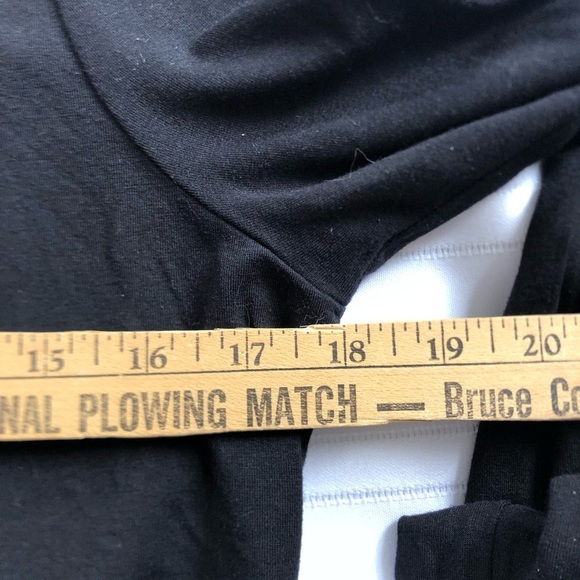 15 16 17 18 19 20
NAL PLOWING MATCH — Bruce Co